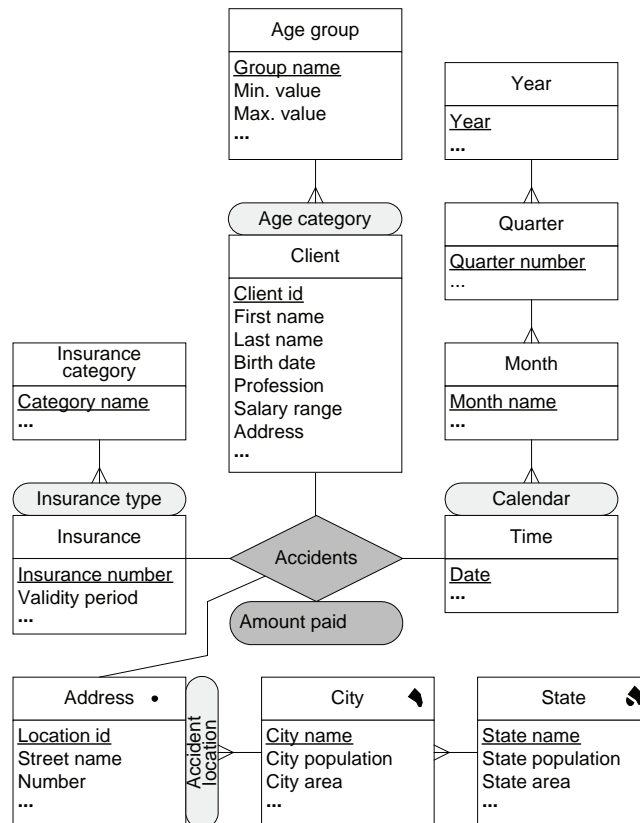 Age group
Group name
Min. value
Max. value
...
Year
Year
...
Age category
Client
Client id
First name
Last name
Birth date
Profession
Salary range
Address
...
Quarter
Quarter number
...
Insurance
category
Category name
...
Month
Month name
...
Insurance type
Insurance
Insurance number
Validity period
...
Accidents
Amount paid
Calendar
Time
Date
...
Address
Location id
Street name
Number
...
Accident
location
City
City name
City population
City area
...
State
State name
State population
State area
...